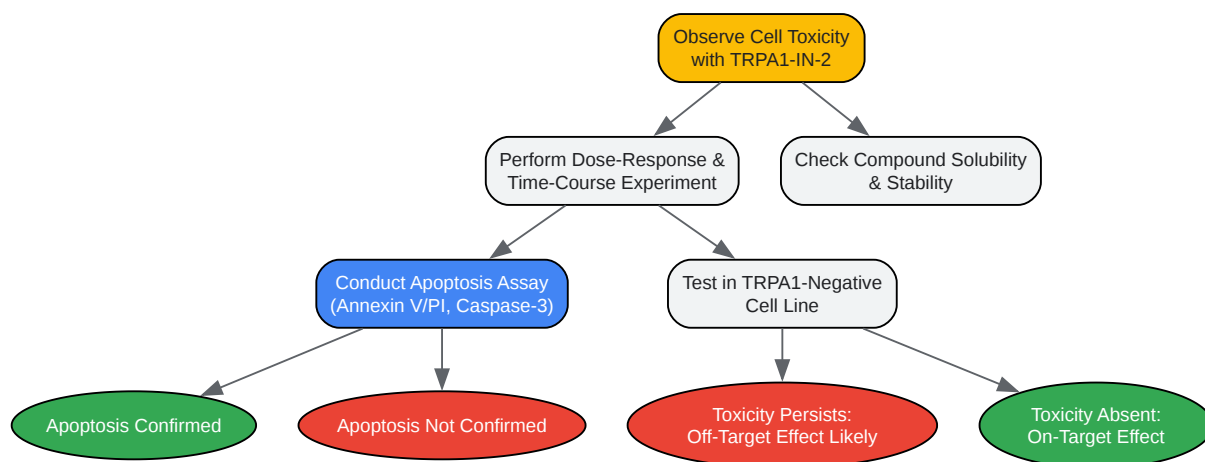 Observe Cell Toxicity
with TRPA1-IN-2
Perform Dose-Response &
Time-Course Experiment
Check Compound Solubility
& Stability
Conduct Apoptosis Assay
(Annexin V/PI, Caspase-3)
Test in TRPA1-Negative
Cell Line
Apoptosis Confirmed
Apoptosis Not Confirmed
Toxicity Persists:
Off-Target Effect Likely
Toxicity Absent:
On-Target Effect